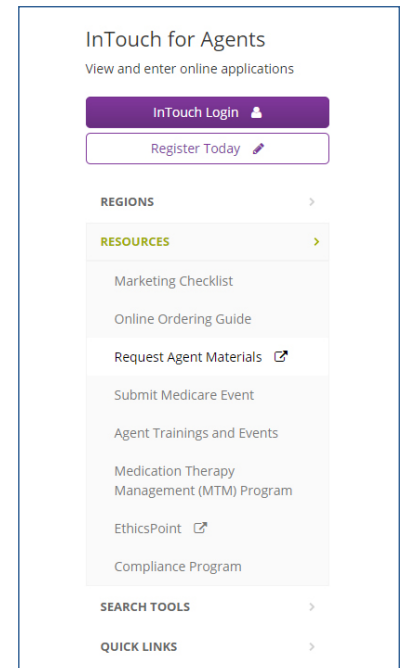 InTouch for Agents
View and enter online applications
InTouch Login
Register Today
REGIONS
RESOURCES
Marketing Checklist
Online Ordering Guide
Request Agent Materials
Submit Medicare Event
Agent Trainings and Events
Medication Therapy
Management (MTM) Program
EthicsPoint
Compliance Program
SEARCH TOOLS
QUICK LINKS